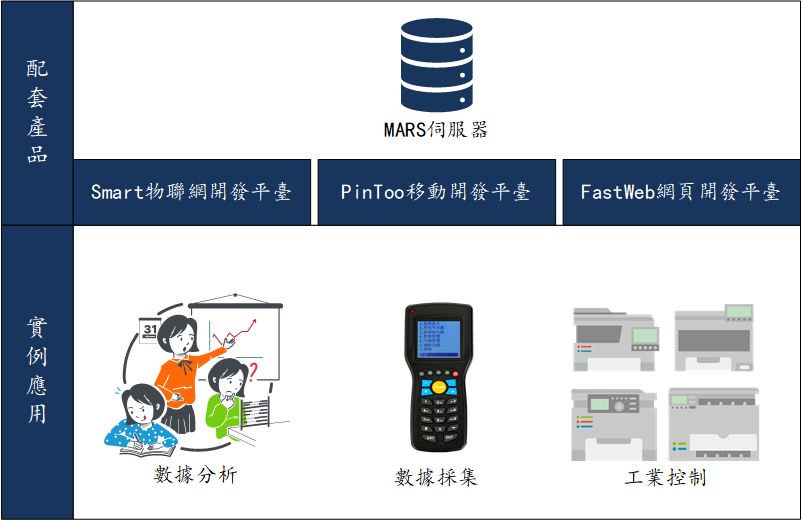 配套產品
MARS伺服器
Smart物聯網開發平臺
PinToo移動開發平臺
FastWeb網頁開發平臺
實例應用
31
?
數據分析
數據採集
工業控制